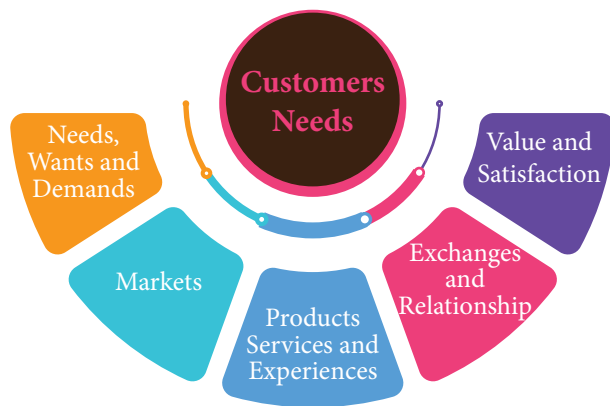 Customers
Needs
Needs,
Wants and
Demands
Markets
Products
Services and
Experiences
Exchanges
and
Relationship
Value and
Satisfaction